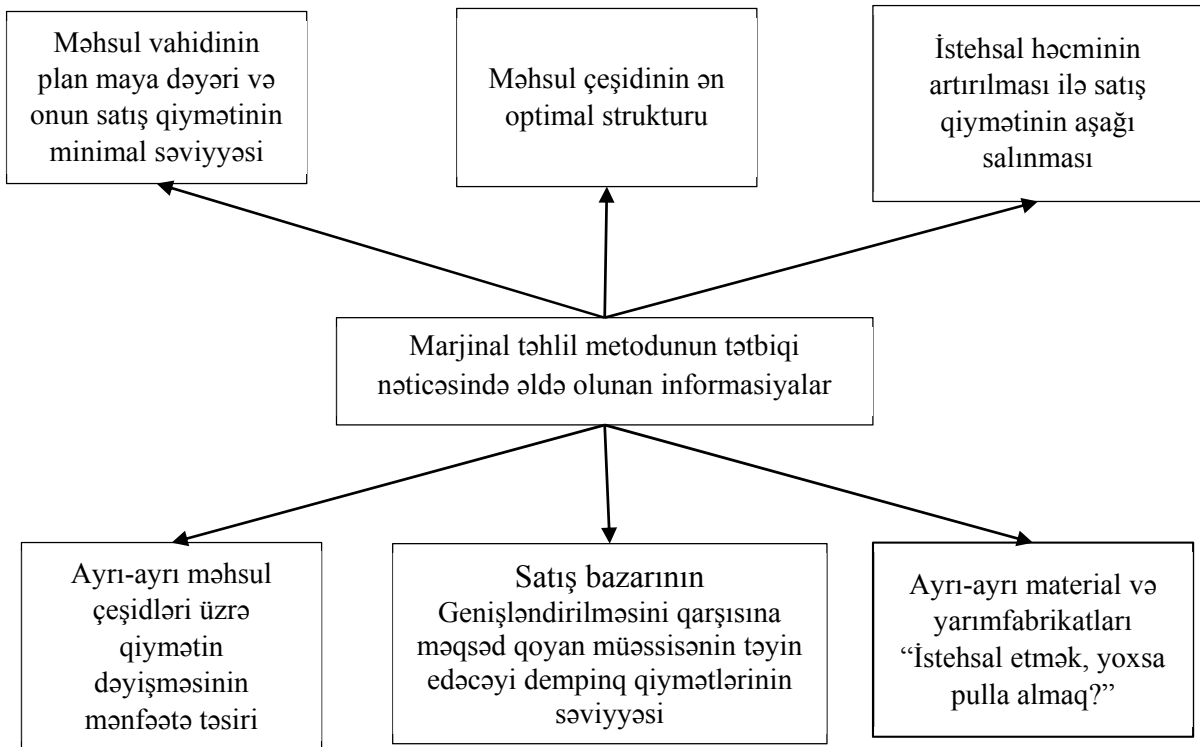 Məhsul vahidinin
plan maya dəyəri və
onun satış qiymətinin
minimal səviyyəsi
Məhsul çeşidinin ən
optimal strukturu
İstehsal həcminin
artırılması ilə satış
qiymətinin aşağı
salınması
Marjinal təhlil metodunun tətbiqi
nəticəsində əldə olunan informasiyalar
Ayrı-ayrı məhsul
çeşidləri üzrə
qiymətin
dəyişməsinin
mənfəətə təsiri
Satış bazarının
Genişləndirilməsini qarşısına
məqsəd qoyan müəssisənin təyin
edəcəyi dempinq qiymətlərinin
səviyyəsi
Ayrı-ayrı material və
yarımfabrikatları
“İstehsal etmək, yoxsa
pulla almaq?”